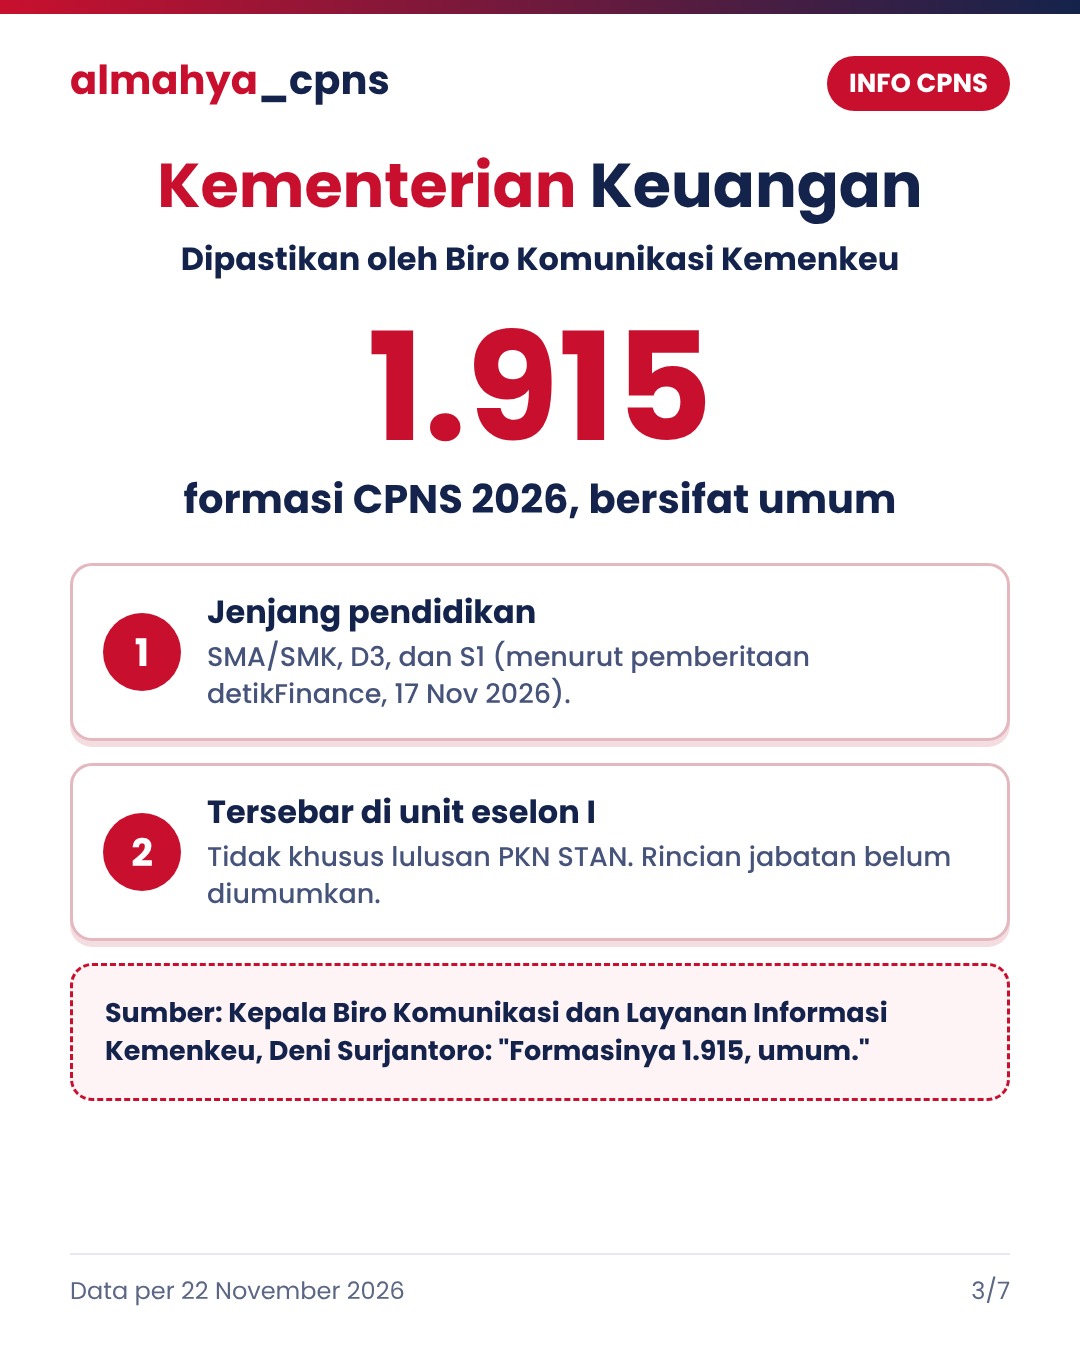 almahya_cpns
INFO CPNS
Kementerian Keuangan
Dipastikan oleh Biro Komunikasi Kemenkeu
1.915
formasi CPNS 2026, bersifat umum
1
Jenjang pendidikan
SMA/SMK, D3, dan S1 (menurut pemberitaan
detikFinance, 17 Nov 2026).
2
Tersebar di unit eselon I
Tidak khusus lulusan PKN STAN. Rincian jabatan belum
diumumkan.
Sumber: Kepala Biro Komunikasi dan Layanan Informasi
Kemenkeu, Deni Surjantoro: "Formasinya 1.915, umum."
Data per 22 November 2026
3/7